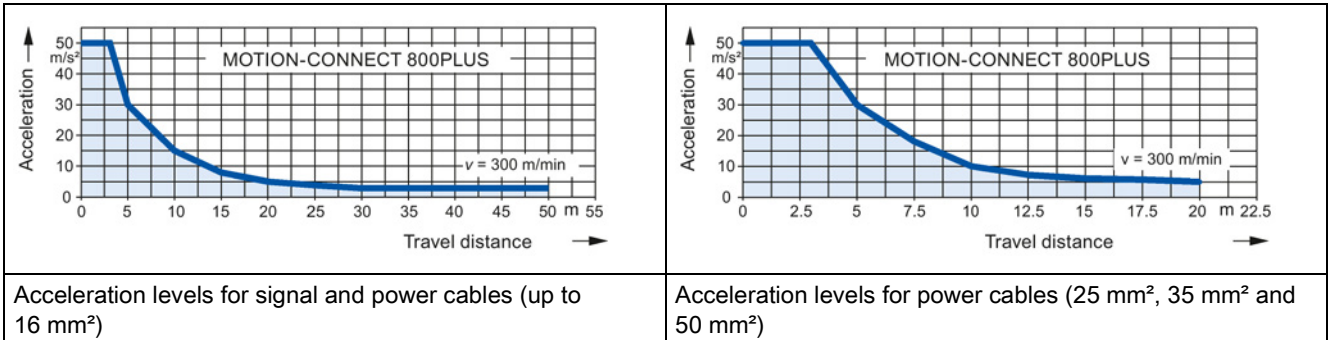 50
m/s²
40
30
20
10
0
Acceleration
MOTION-CONNECT 800PLUS
v = 300 m/min
0 5 10 15 20 25 30 35 40 45 50 m 55
Travel distance
50
m/s²
40
30
20
10
0
Acceleration
MOTION-CONNECT 800PLUS
v = 300 m/min
0 2.5 5 7.5 10 12.5 15 17.5 20 m 22.5
Travel distance
Acceleration levels for signal and power cables (up to
16 mm²)
Acceleration levels for power cables (25 mm², 35 mm² and
50 mm²)